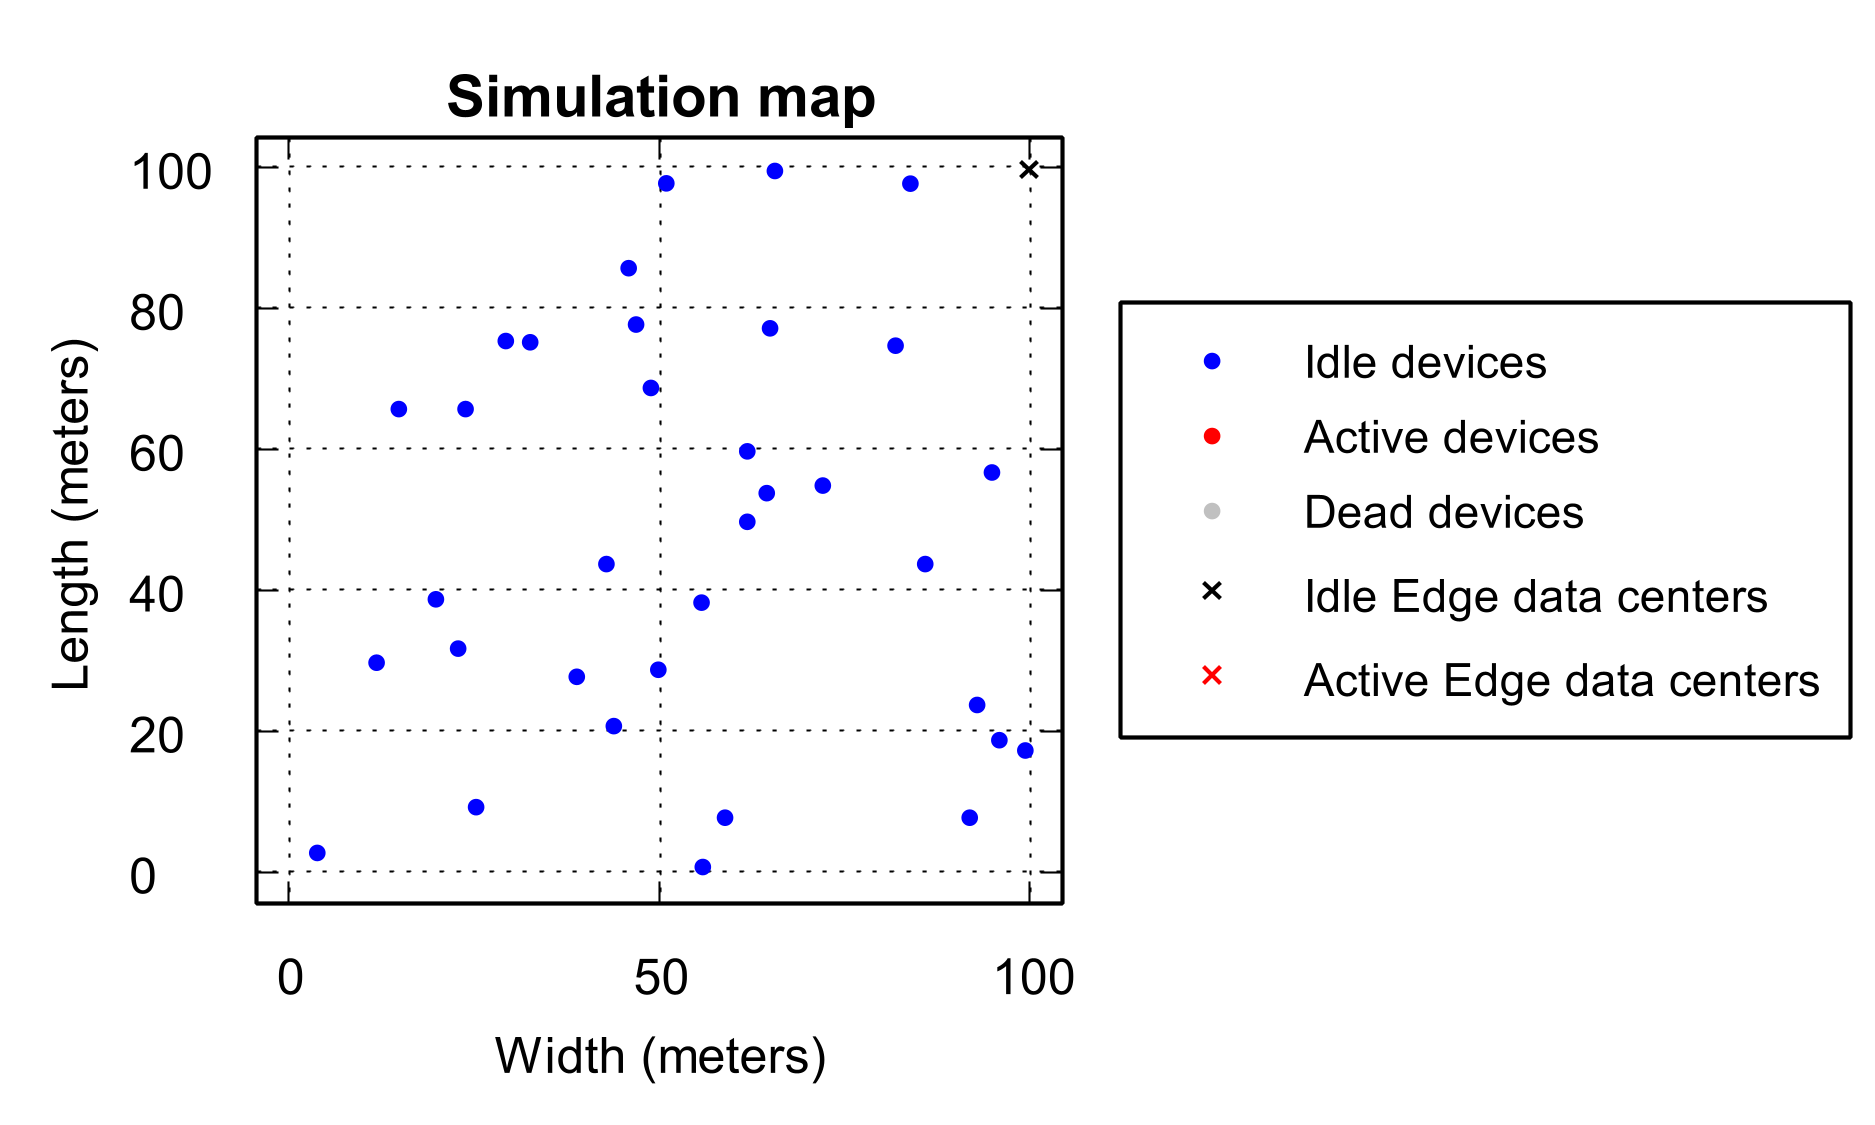 Simulation map
100
80
60
40
20
0
Length (meters)
0 50 100
Width (meters)
Idle devices
Active devices
Dead devices
Idle Edge data centers
Active Edge data centers